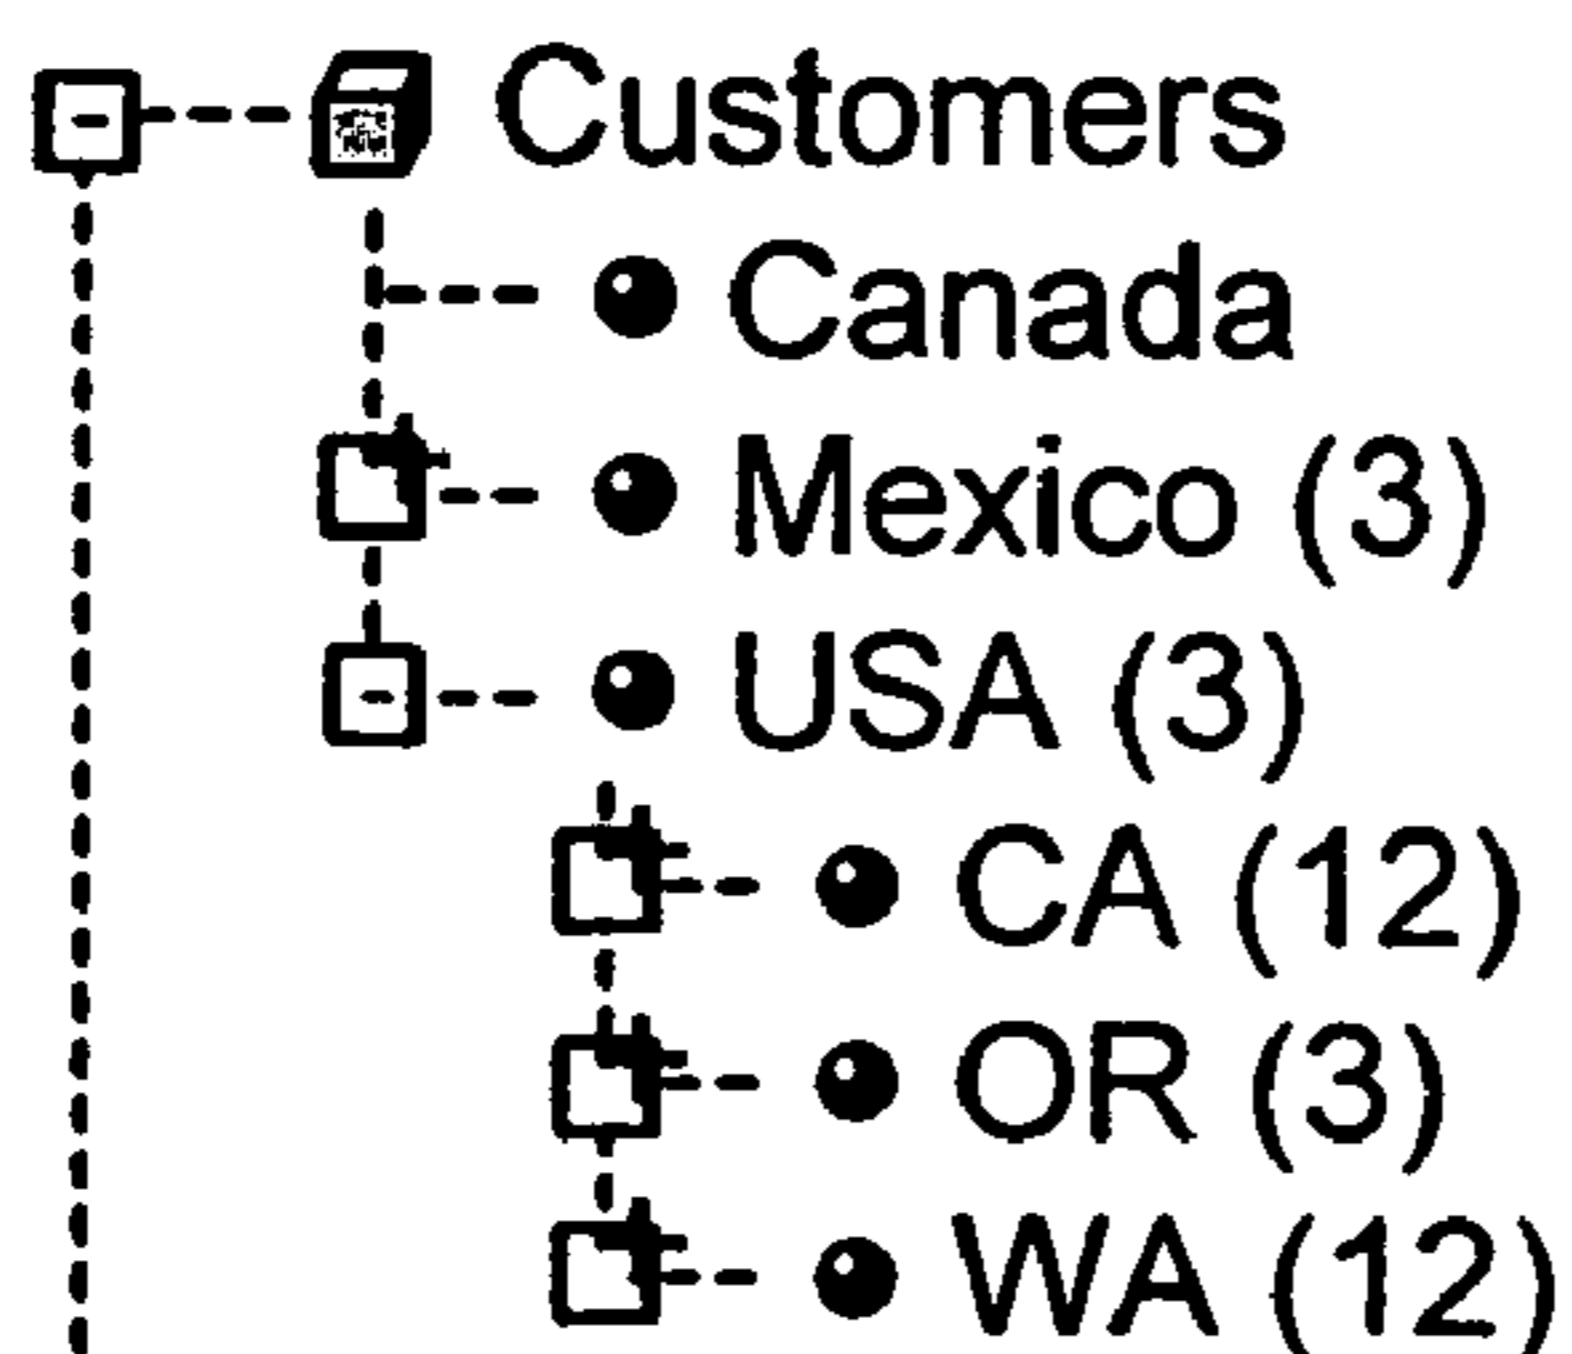 Customers
Canada
Mexico (3)
USA (3)
CA (12)
OR (3)
WA (12)